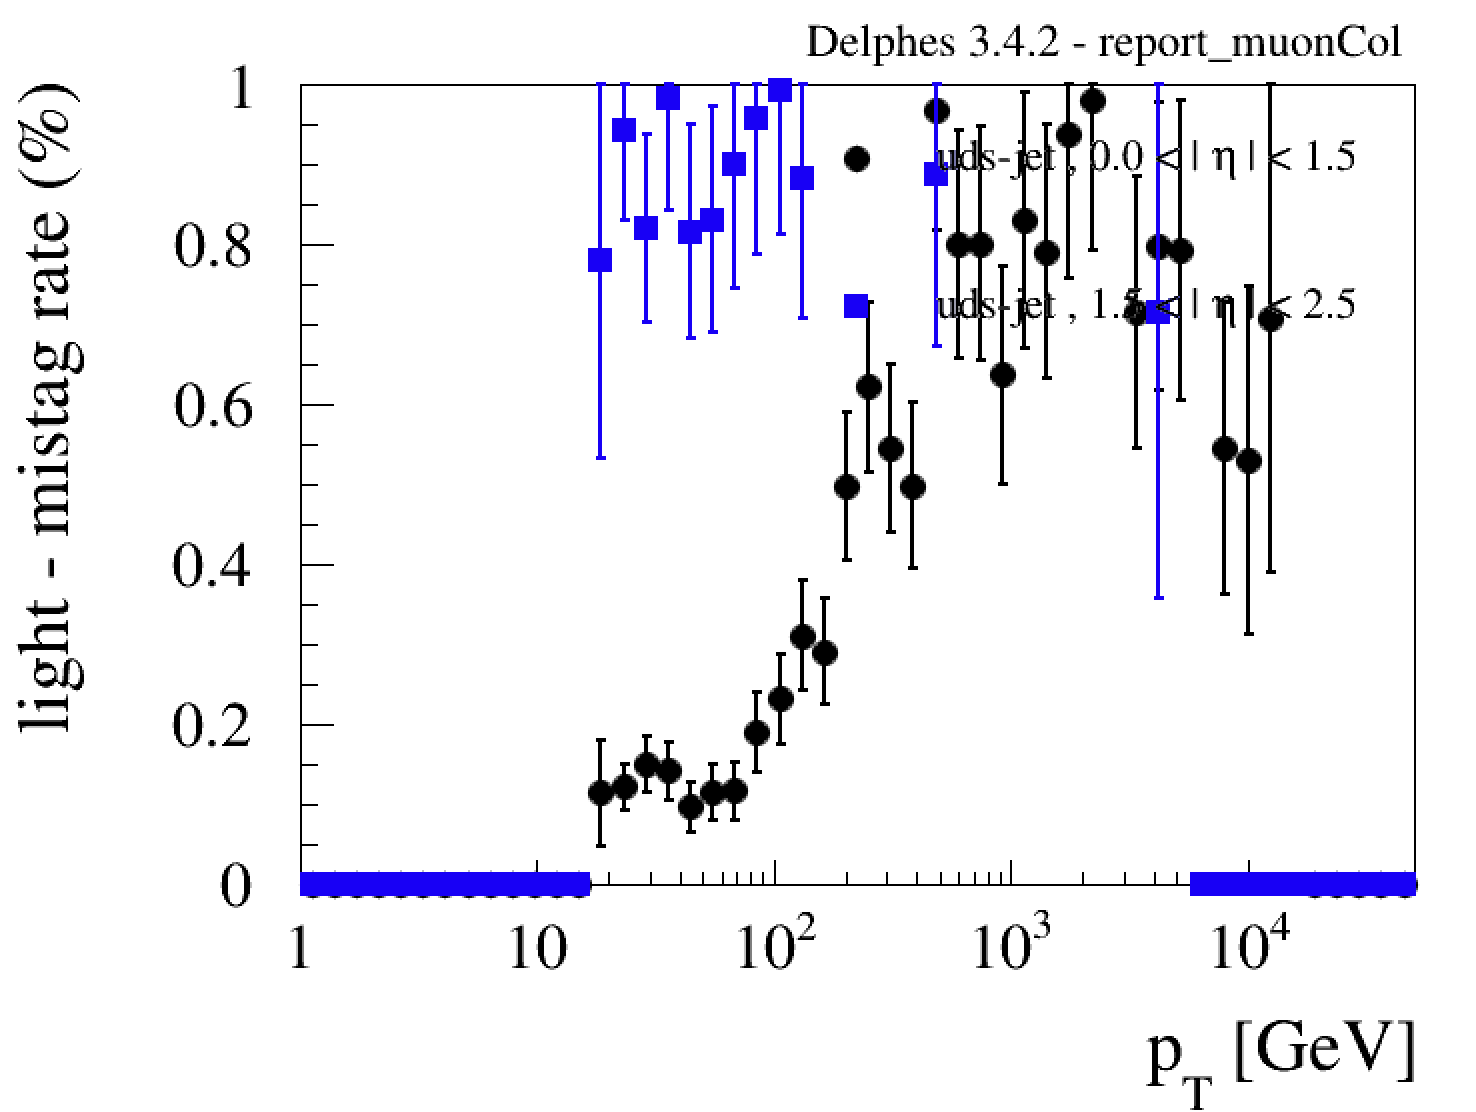 Delphes 3.4.2 - report_muonCol
light - mistag rate (%)
1
0.8
0.6
0.4
0.2
0
uds-jet , 0.0 < | η | < 1.5
uds-jet , 1.5 < | η | < 2.5
1 10 10² 10³ 10⁴
p_T [GeV]